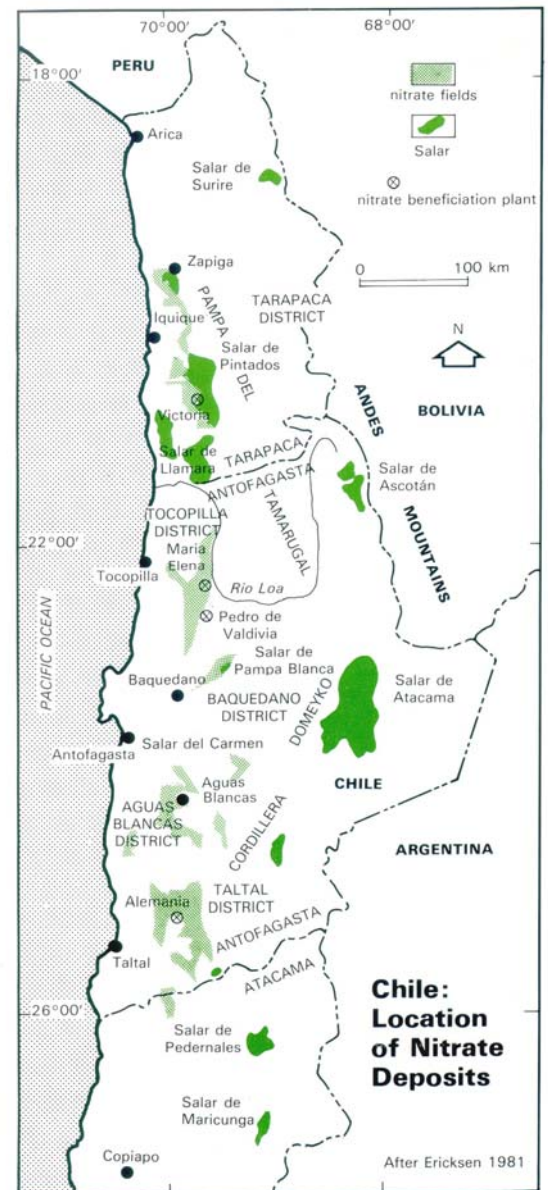 70°00'
68°00'
18°00'
PERU
BOLIVIA
nitrate fields
Salar
nitrate beneficiation plant
0
100 km
N
Arica
Salar de
Surire
Zapiga
PAMPA DEL
TAMARUGAL
TARAPACA
DISTRICT
Iquique
Salar de
Pintados
Victoria
Salar de
Llamara
TARAPACA
ANTOFAGASTA
ANDES
MOUNTAINS
BOLIVIA
Salar de
Ascotán
22°00'
TOCOPILLA
DISTRICT
Maria
Elena
Tocopilla
Rio Loa
Pedro de
Valdivia
PACIFIC OCEAN
Salar de
Pampa Blanca
Baquedano
BAQUEDANO
DISTRICT
CORDILLERA
DOMEYKO
Salar de
Atacama
Antofagasta
Salar del Carmen
CHILE
Aguas
Blancas
AGUAS
BLANCAS
DISTRICT
ARGENTINA
TALTAL
DISTRICT
Alemania
Taltal
ANTOFAGASTA
ATACAMA
26°00'
Chile:
Location
of Nitrate
Deposits
Salar de
Pedernales
Salar de
Maricunga
Copiapo
After Ericksen 1981